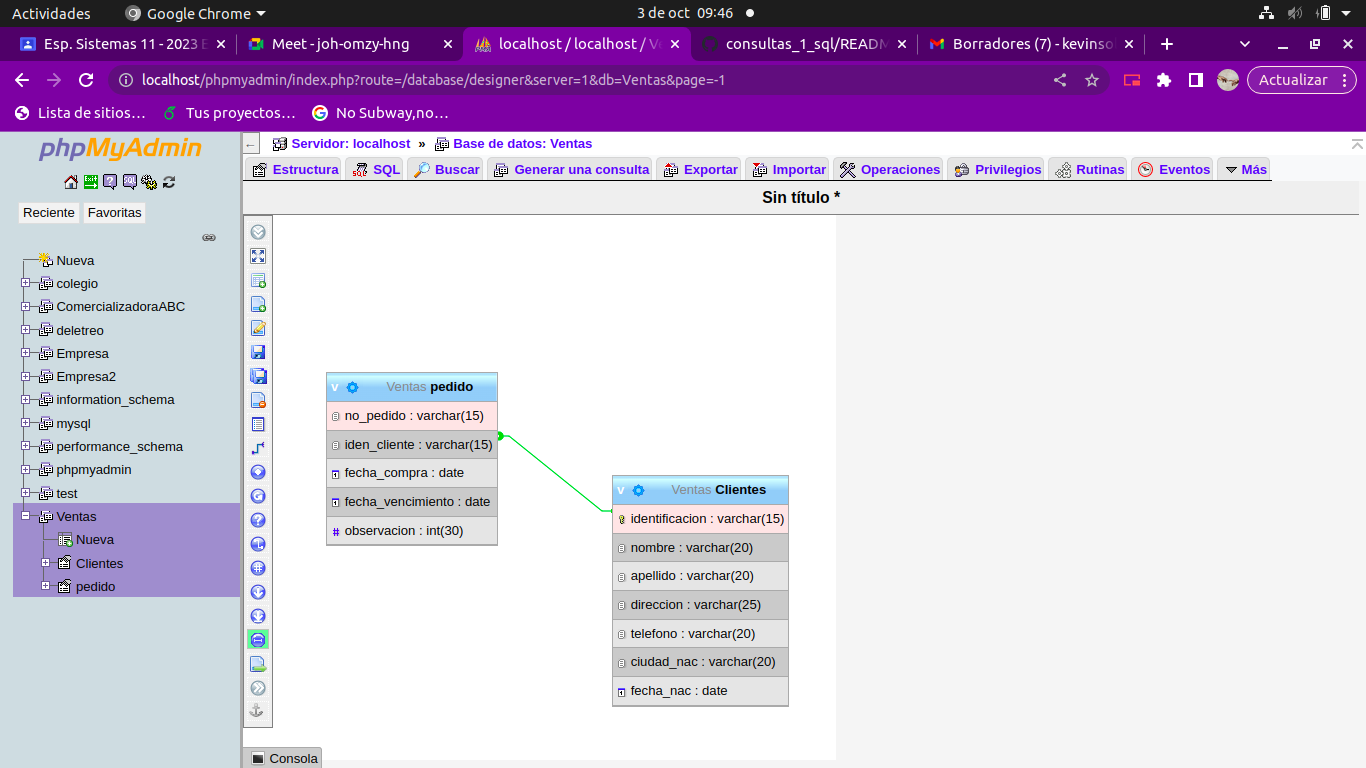 Actividades
Google Chrome
3 de oct 09:46
Esp. Sistemas 11 - 2023 E
Meet - joh-omzy-hng
localhost / localhost / Ve
consultas_1_sql/READM
Borradores (7) - kevinso
localhost/phpmyadmin/index.php?route=/database/designer&server=1&db=Ventas&page=-1
Actualizar
Lista de sitios…
Tus proyectos…
No Subway,no…
phpMyAdmin
Reciente
Favoritas
Nueva
colegio
ComercializadoraABC
deletreo
Empresa
Empresa2
information_schema
mysql
performance_schema
phpmyadmin
test
Ventas
Nueva
Clientes
pedido
Servidor: localhost » Base de datos: Ventas
Estructura
SQL
Buscar
Generar una consulta
Exportar
Importar
Operaciones
Privilegios
Rutinas
Eventos
Más
Sin título *
v Ventas pedido
no_pedido : varchar(15)
iden_cliente : varchar(15)
fecha_compra : date
fecha_vencimiento : date
# observacion : int(30)
v Ventas Clientes
identificacion : varchar(15)
nombre : varchar(20)
apellido : varchar(20)
direccion : varchar(25)
telefono : varchar(20)
ciudad_nac : varchar(20)
fecha_nac : date
Consola